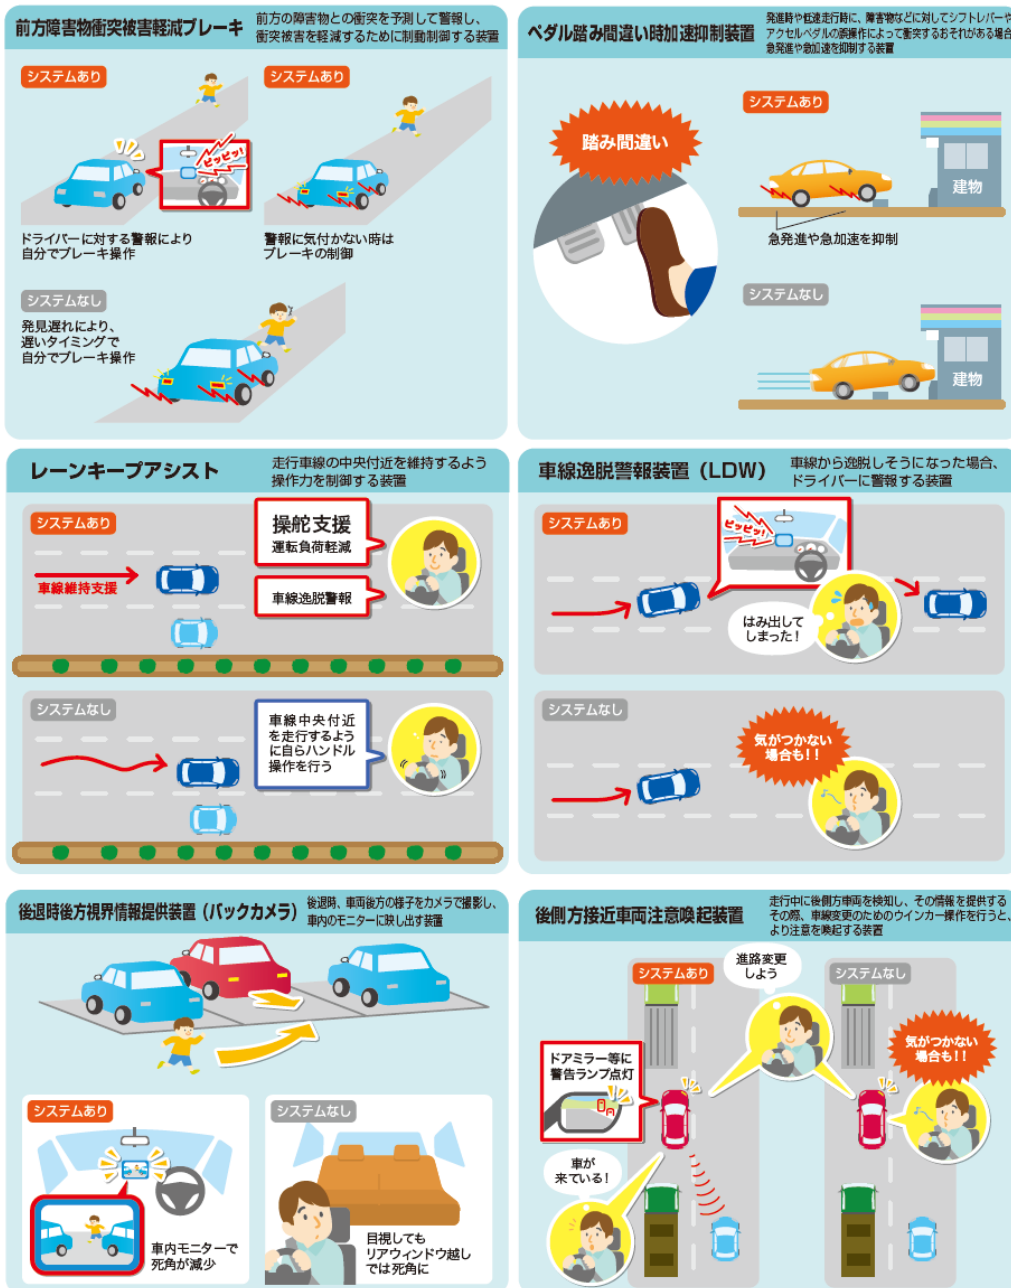 前方障害物衝突被害軽減ブレーキ
前方の障害物との衝突を予測して警報し、
衝突被害を軽減するために制動制御する装置
システムあり
ピッピッ!
ドライバーに対する警報により
自分でブレーキ操作
システムあり
警報に気付かない時は
ブレーキの制御
システムなし
発見遅れにより、
遅いタイミングで
自分でブレーキ操作
ペダル踏み間違い時加速抑制装置
発進時や低速走行時に、障害物などに対してシフトレバーや
アクセルペダルの誤操作によって衝突するおそれがある場合
急発進や急加速を抑制する装置
踏み間違い
システムあり
建物
急発進や急加速を抑制
システムなし
建物
レーンキープアシスト
走行車線の中央付近を維持するよう
操作力を制御する装置
システムあり
車線維持支援
操舵支援
運転負荷軽減
車線逸脱警報
システムなし
車線中央付近
を走行するよう
に自らハンドル
操作を行う
車線逸脱警報装置（LDW）
車線から逸脱しそうになった場合、
ドライバーに警報する装置
システムあり
ピッピッ!
はみ出して
しまった!
システムなし
気がつかない
場合も!!
後退時後方視界情報提供装置（バックカメラ）
後退時、車両後方の様子をカメラで撮影し、
車内のモニターに映し出す装置
システムあり
車内モニターで
死角が減少
システムなし
目視しても
リアウィンドウ越し
では死角に
後側方接近車両注意喚起装置
走行中に後側方車両を検知し、その情報を提供する
その際、車線変更のためのウインカー操作を行うと、
より注意を喚起する装置
システムあり
進路変更
しよう
システムなし
ドアミラー等に
警告ランプ点灯
車が
来ている!
気がつかない
場合も!!